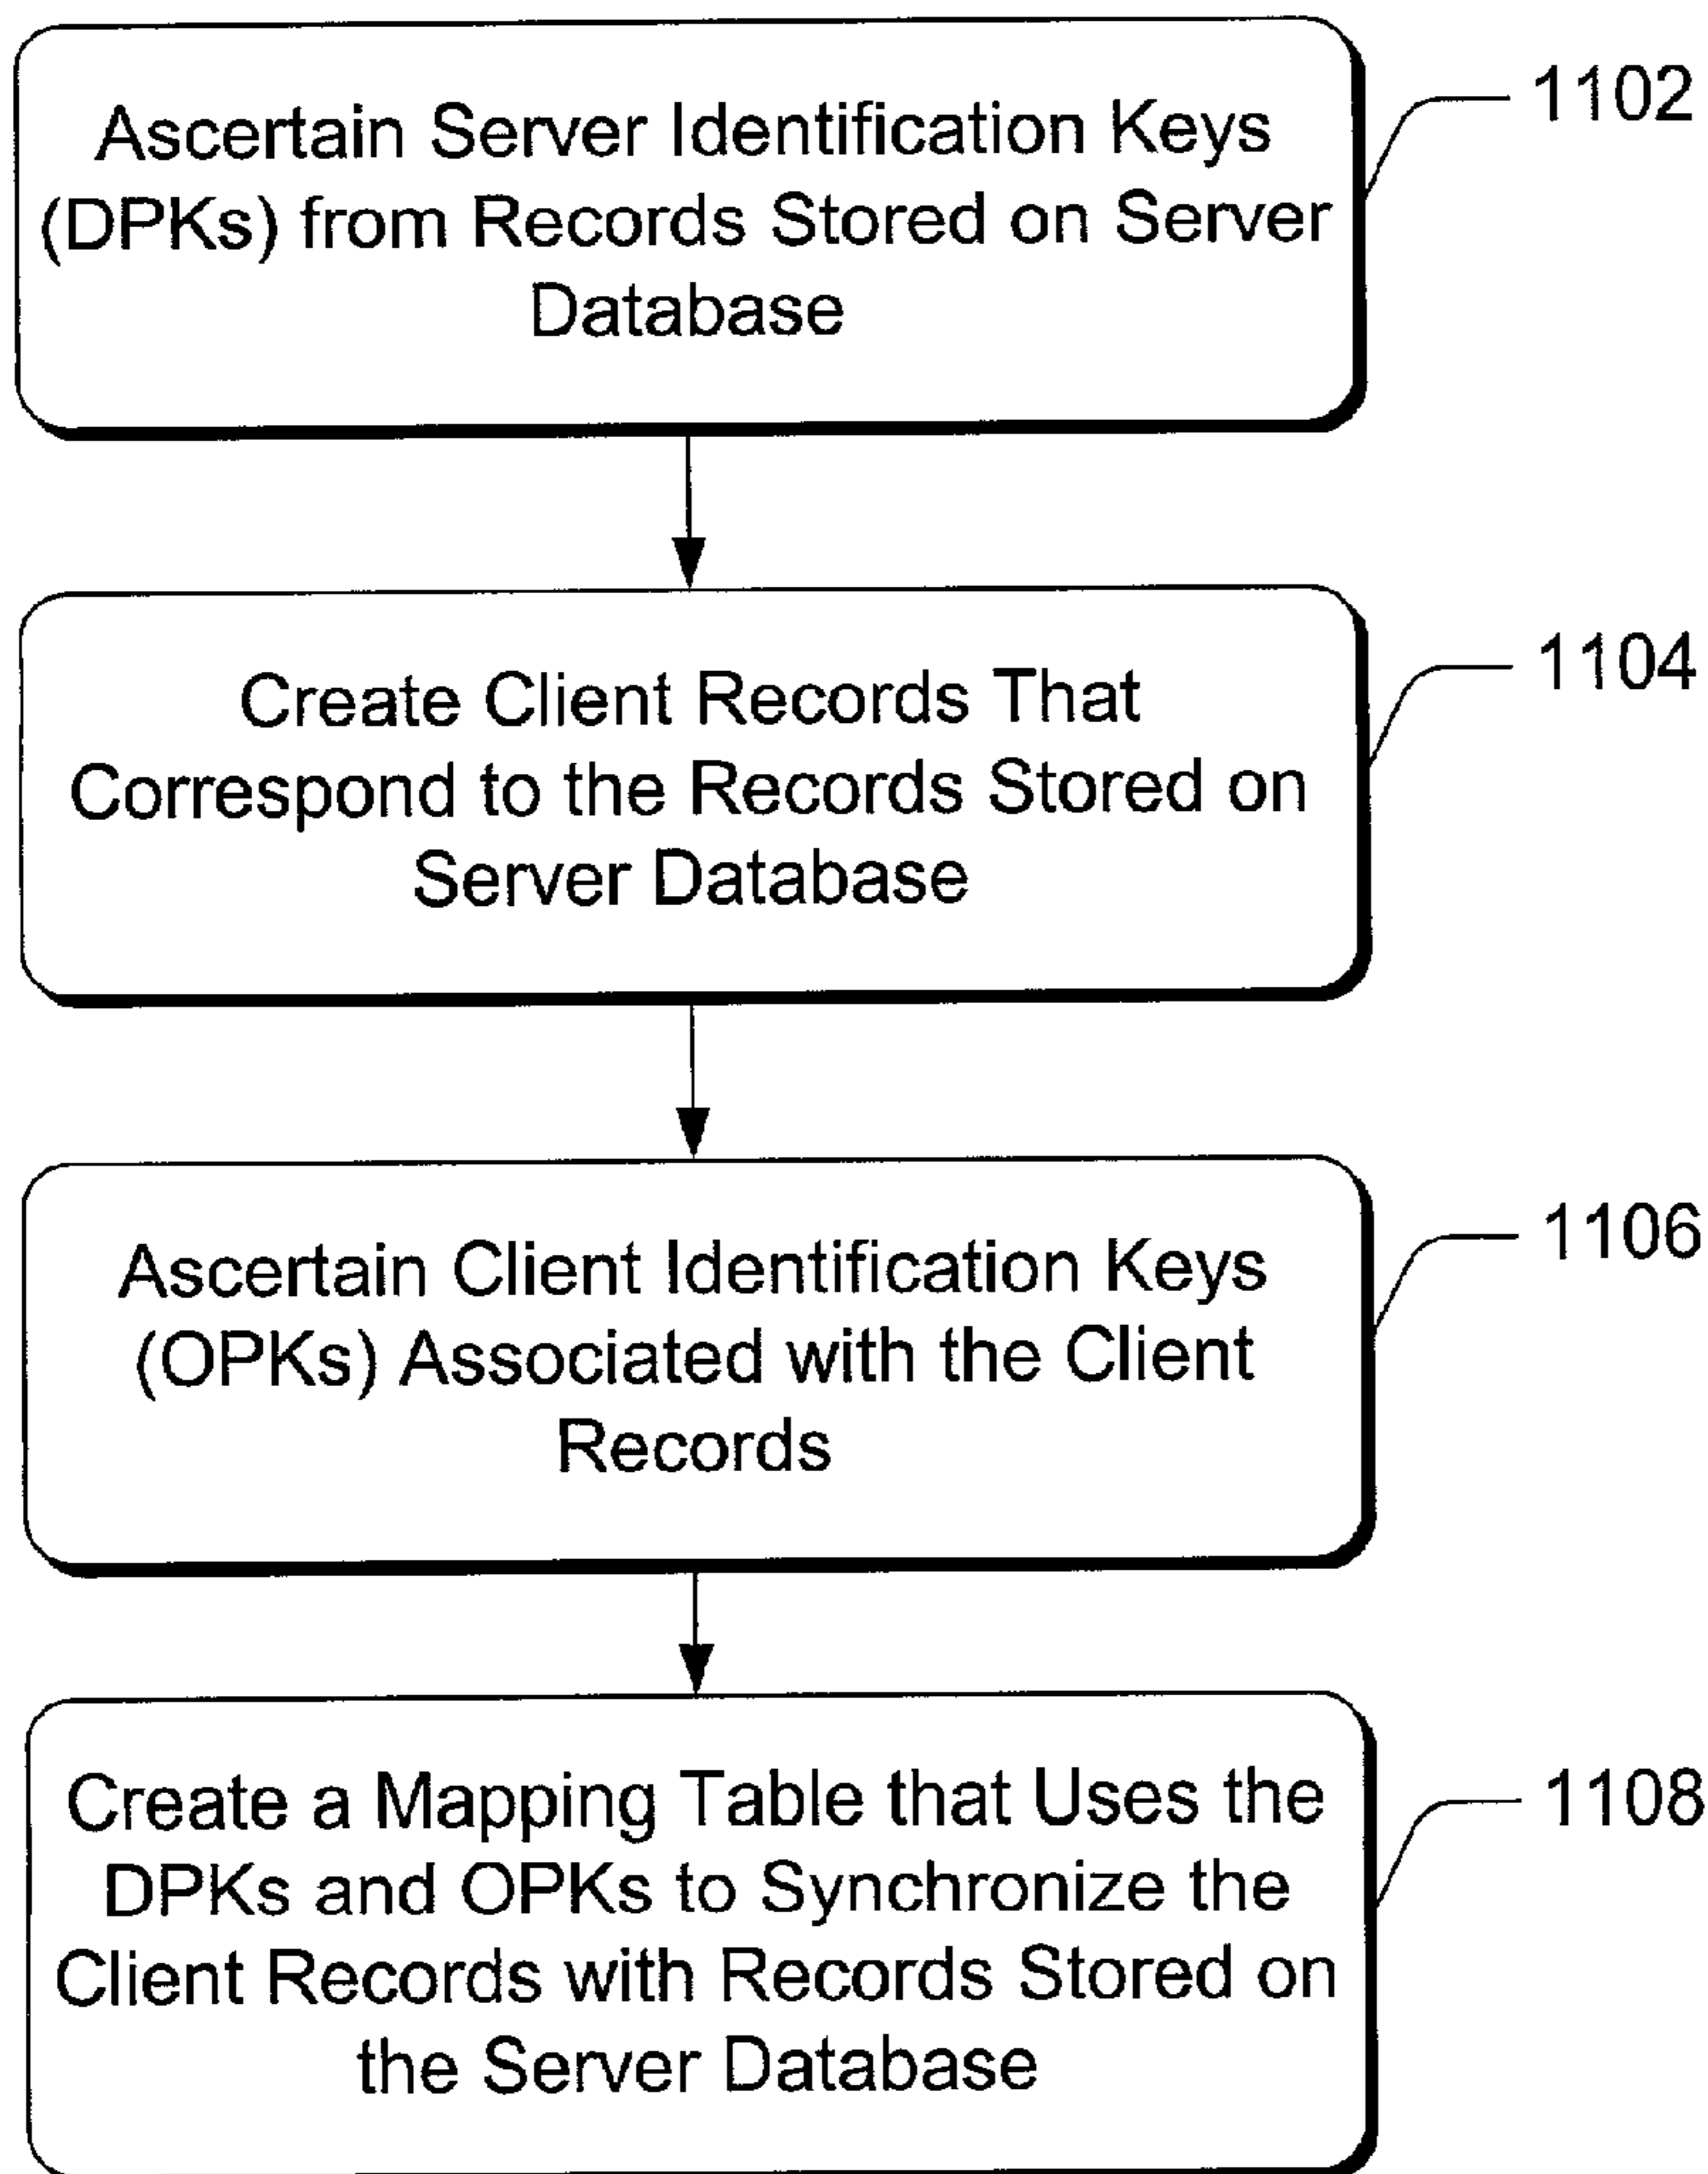 Ascertain Server Identification Keys
(DPKs) from Records Stored on Server
Database
1102
Create Client Records That
Correspond to the Records Stored on
Server Database
1104
Ascertain Client Identification Keys
(OPKs) Associated with the Client
Records
1106
Create a Mapping Table that Uses the
DPKs and OPKs to Synchronize the
Client Records with Records Stored on
the Server Database
1108